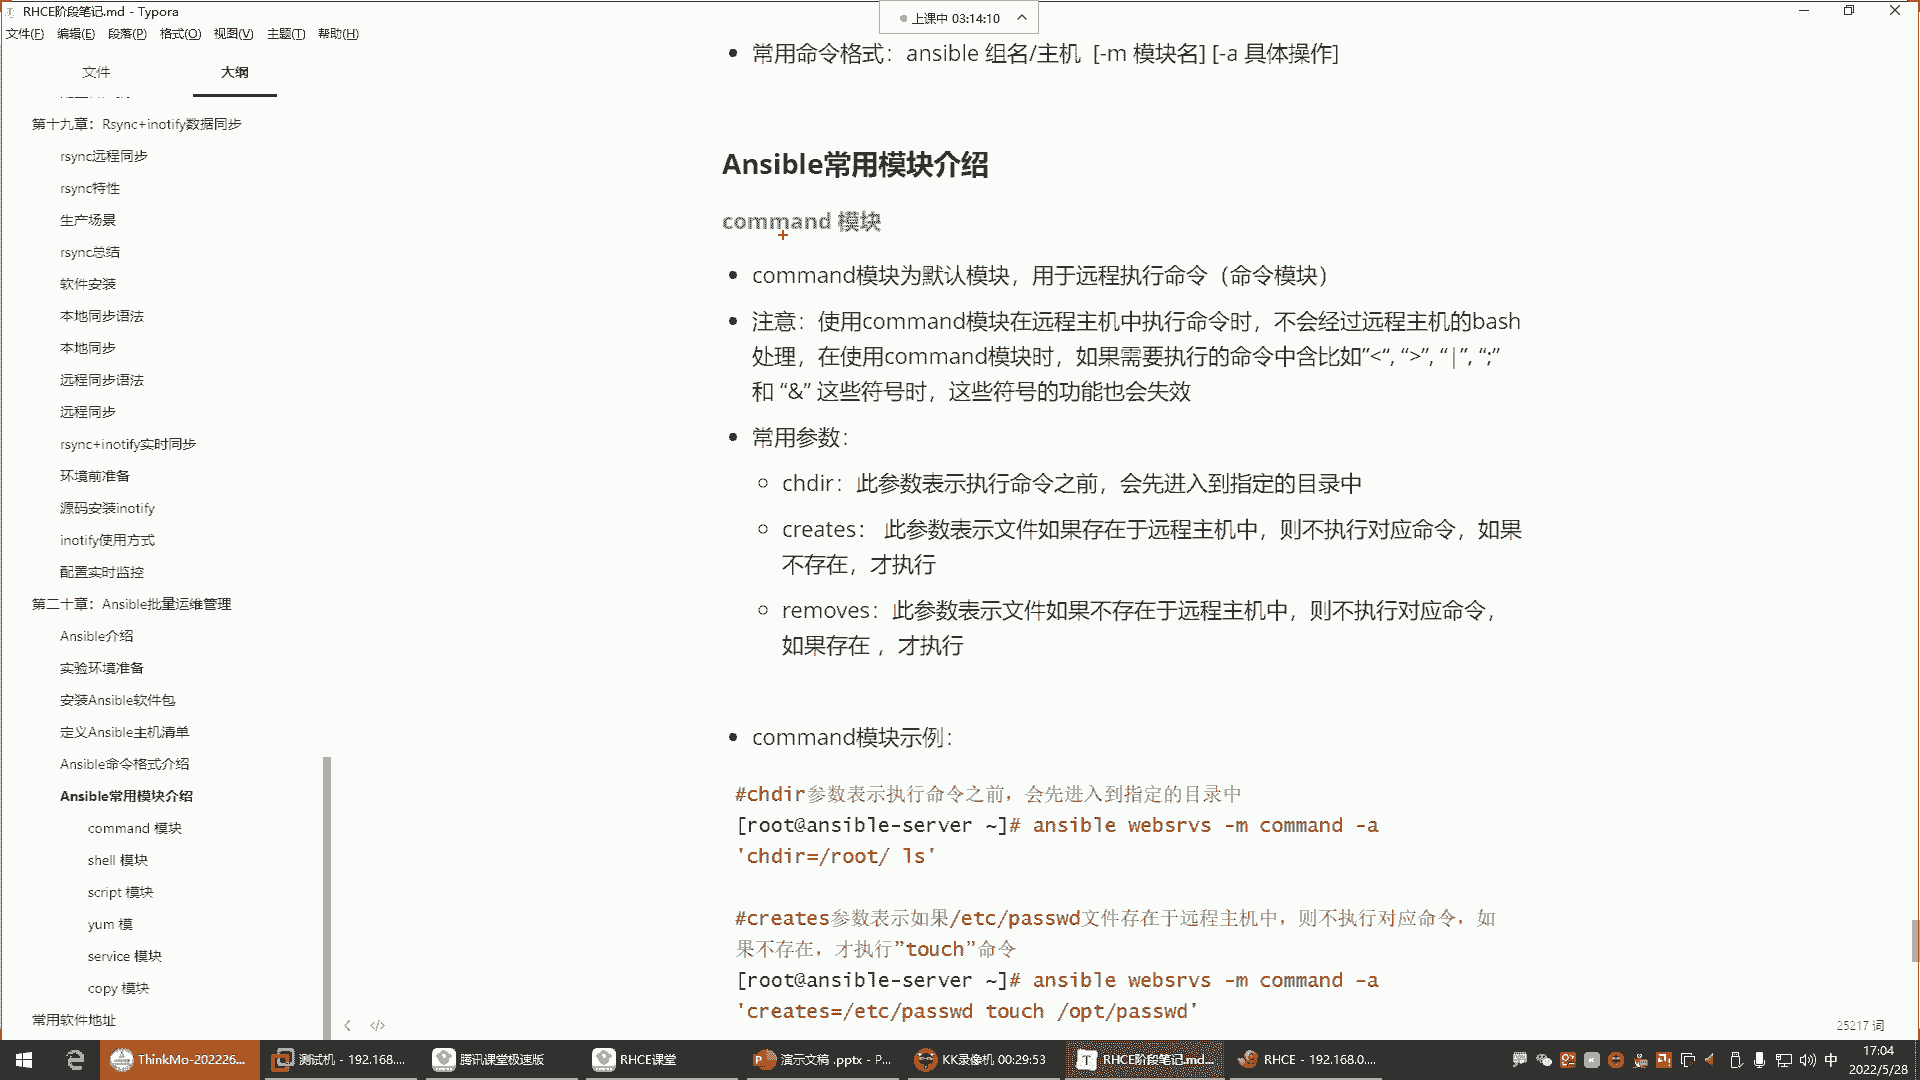 RHCE阶段笔记.md - Typora
上课中 03:14:10
文件(F) 编辑(E) 段落(P) 格式(O) 视图(V) 主题(T) 帮助(H)
文件 大纲
第十九章：Rsync+inotify数据同步
rsync远程同步
rsync特性
生产场景
rsync总结
软件安装
本地同步语法
本地同步
远程同步语法
远程同步
rsync+inotify实时同步
环境前准备
源码安装inotify
inotify使用方式
配置实时监控
第二十章：Ansible批量运维管理
Ansible介绍
实验环境准备
安装Ansible软件包
定义Ansible主机清单
Ansible命令格式介绍
Ansible常用模块介绍
command 模块
shell 模块
script 模块
yum 模
service 模块
copy 模块
常用软件地址
常用命令格式：ansible 组名/主机 [-m 模块名] [-a 具体操作]
Ansible常用模块介绍
command 模块
command模块为默认模块，用于远程执行命令（命令模块）
注意：使用command模块在远程主机中执行命令时，不会经过远程主机的bash
处理，在使用command模块时，如果需要执行的命令中含比如”<“, “>”, “|”, “;”
和 “&” 这些符号时，这些符号的功能也会失效
常用参数：
chdir：此参数表示执行命令之前，会先进入到指定的目录中
creates： 此参数表示文件如果存在于远程主机中，则不执行对应命令，如果
不存在，才执行
removes：此参数表示文件如果不存在于远程主机中，则不执行对应命令，
如果存在 ，才执行
command模块示例：
#chdir参数表示执行命令之前，会先进入到指定的目录中
[root@ansible-server ~]# ansible websrvs -m command -a
'chdir=/root/ ls'
#creates参数表示如果/etc/passwd文件存在于远程主机中，则不执行对应命令，如
果不存在，才执行”touch”命令
[root@ansible-server ~]# ansible websrvs -m command -a
'creates=/etc/passwd touch /opt/passwd'
25217 词
ThinkMo-202226... 测试机 - 192.168.... 腾讯课堂极速版 RHCE课堂 演示文稿 .pptx - P... KK录像机 00:29:53 RHCE阶段笔记.md... RHCE - 192.168.0.... 中 17:04
2022/5/28